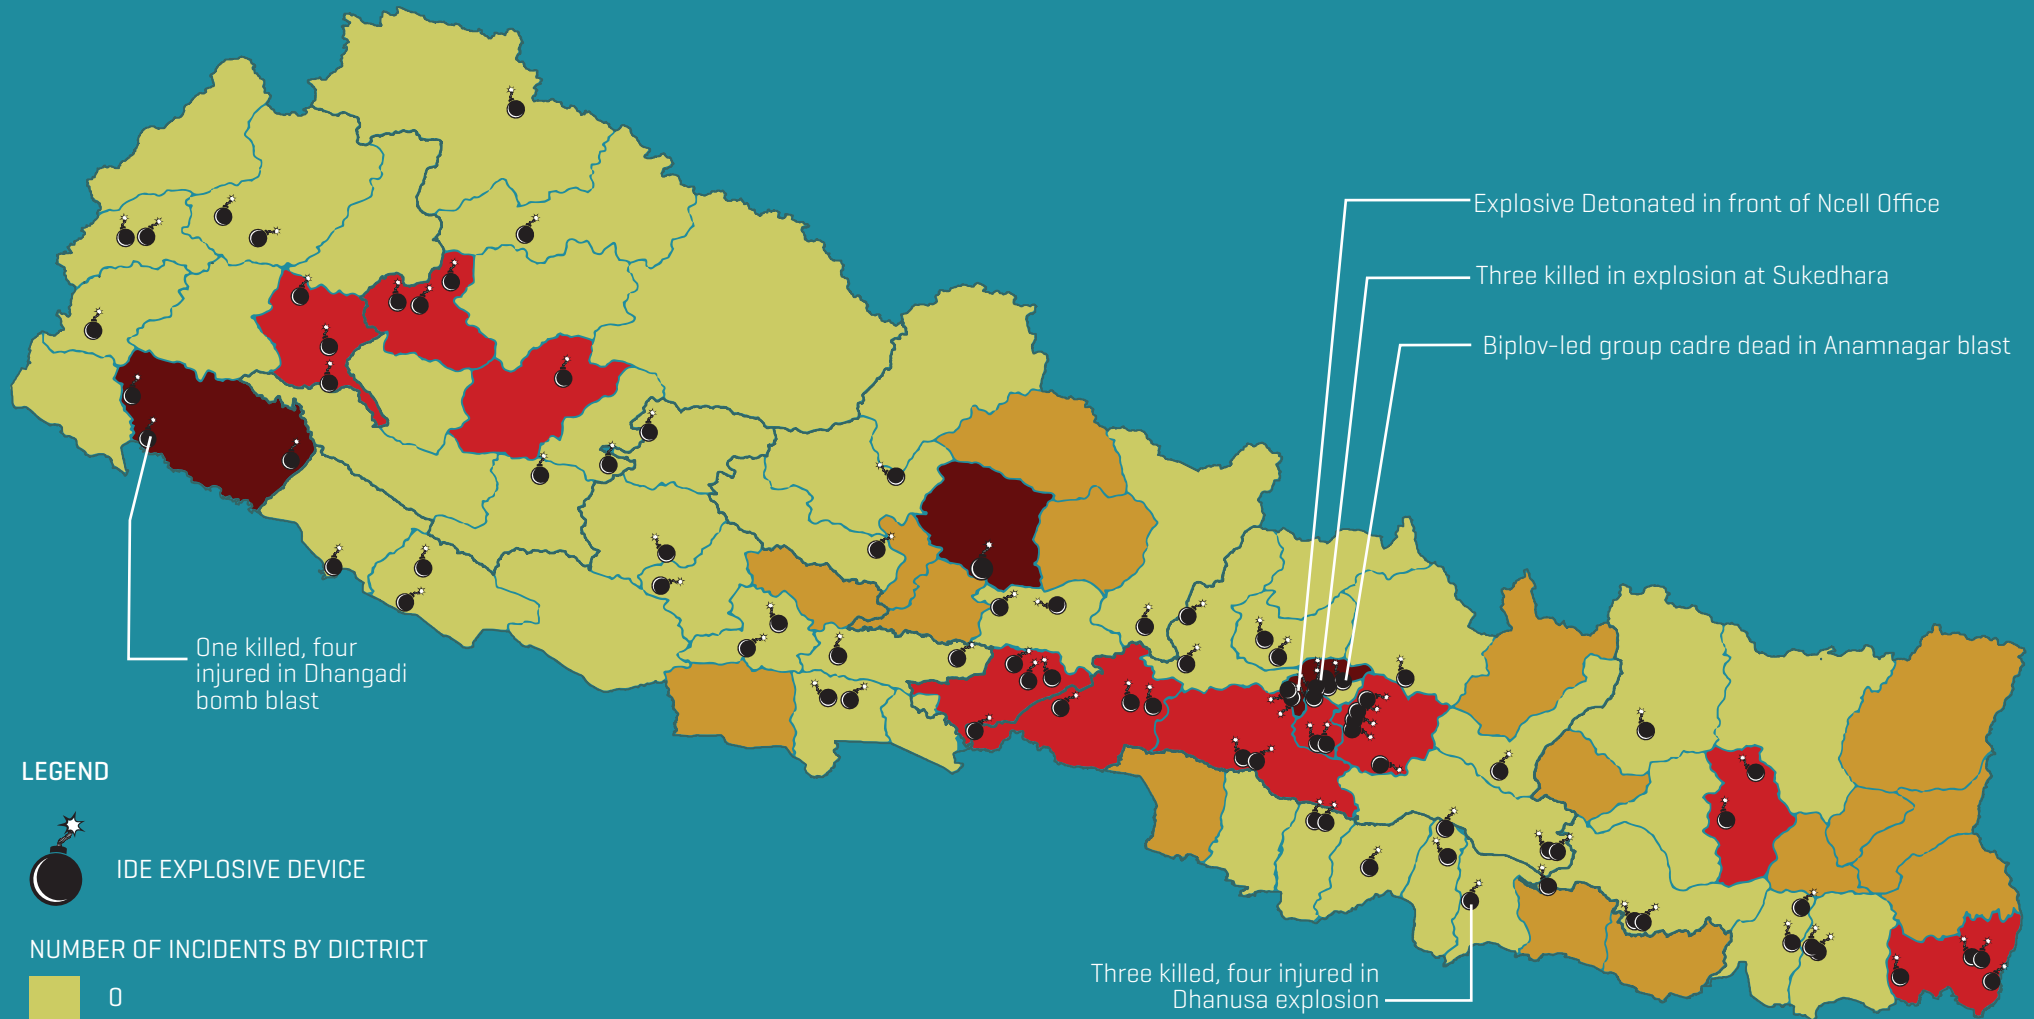 Explosive Detonated in front of Ncell Office
Three killed in explosion at Sukedhara
Biplov-led group cadre dead in Anamnagar blast
One killed, four
injured in Dhangadi
bomb blast
LEGEND
IDE EXPLOSIVE DEVICE
NUMBER OF INCIDENTS BY DICTRICT
0
Three killed, four injured in
Dhanusa explosion